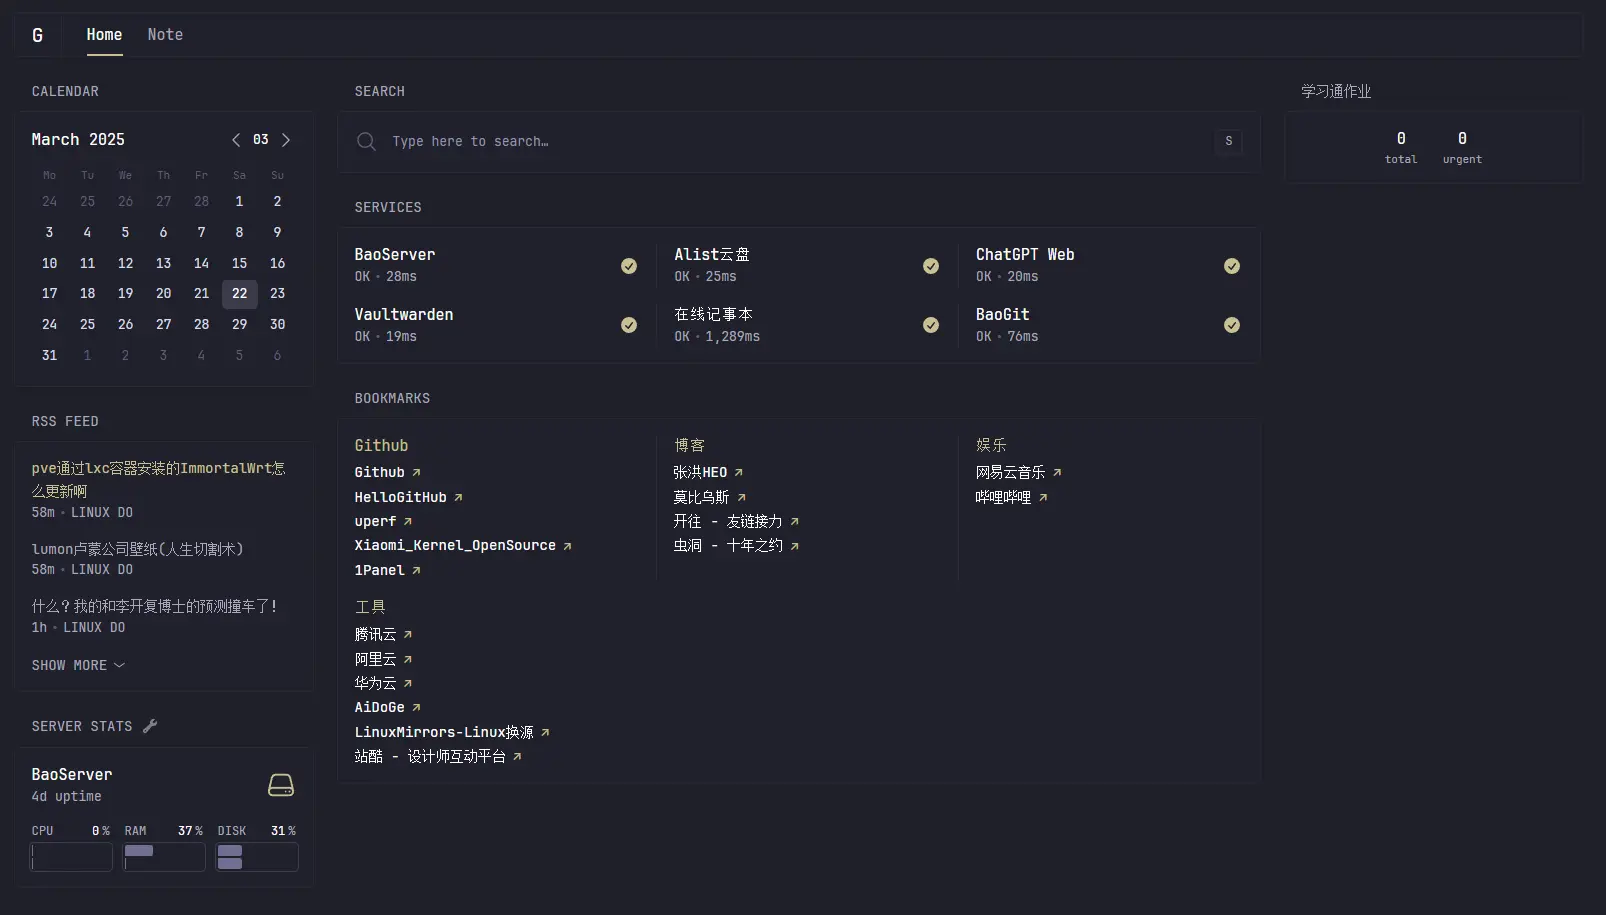 G
Home
Note
CALENDAR
March 2025
03
Mo Tu We Th Fr Sa Su
24 25 26 27 28 1 2
3 4 5 6 7 8 9
10 11 12 13 14 15 16
17 18 19 20 21 22 23
24 25 26 27 28 29 30
31 1 2 3 4 5 6
RSS FEED
pve通过lxc容器安装的ImmortalWrt怎
么更新啊
58m • LINUX DO
lumon卢蒙公司壁纸(人生切割术)
58m • LINUX DO
什么？我的和李开复博士的预测撞车了！
1h • LINUX DO
SHOW MORE
SERVER STATS
BaoServer
4d uptime
CPU 0%
RAM 37%
DISK 31%
SEARCH
Type here to search…
S
SERVICES
BaoServer
OK • 28ms
Alist云盘
OK • 25ms
ChatGPT Web
OK • 20ms
Vaultwarden
OK • 19ms
在线记事本
OK • 1,289ms
BaoGit
OK • 76ms
BOOKMARKS
Github
Github
HelloGitHub
uperf
Xiaomi_Kernel_OpenSource
1Panel
博客
张洪HEO
莫比乌斯
开往 - 友链接力
虫洞 - 十年之约
娱乐
网易云音乐
哔哩哔哩
工具
腾讯云
阿里云
华为云
AiDoGe
LinuxMirrors-Linux换源
站酷 - 设计师互动平台
学习通作业
0
total
0
urgent